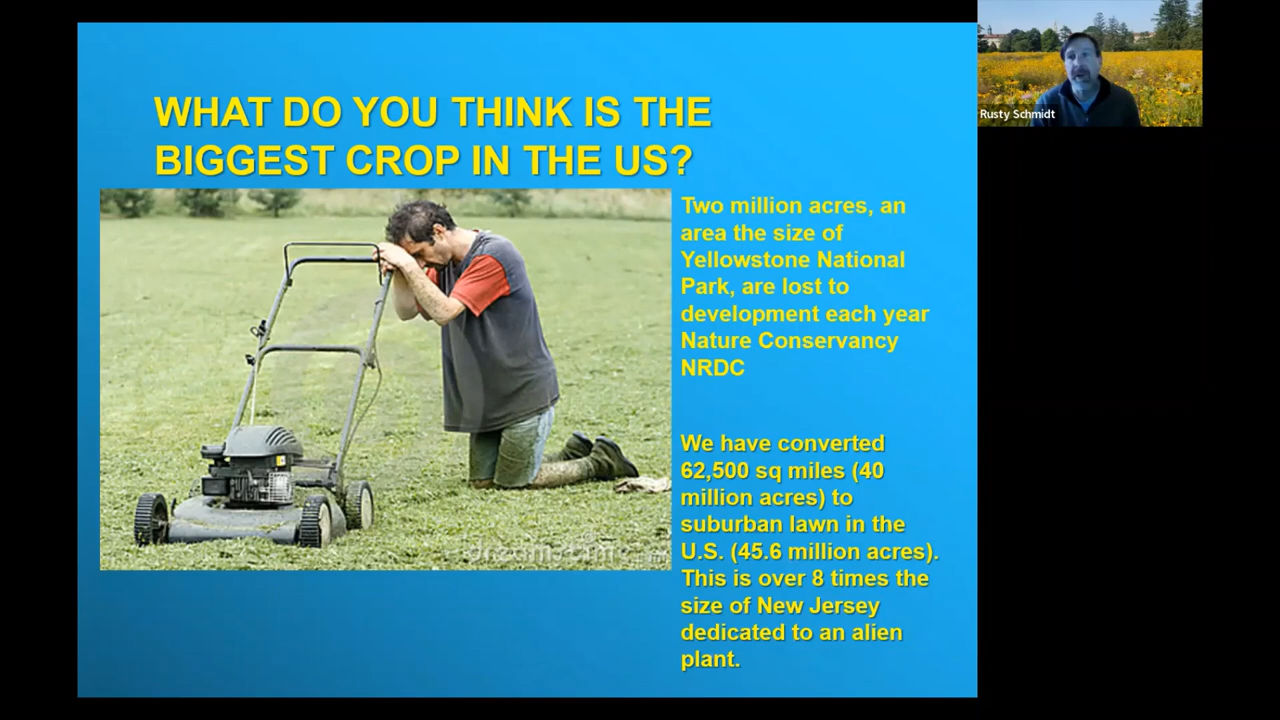 WHAT DO YOU THINK IS THE
BIGGEST CROP IN THE US?
Two million acres, an
area the size of
Yellowstone National
Park, are lost to
development each year
Nature Conservancy
NRDC
We have converted
62,500 sq miles (40
million acres) to
suburban lawn in the
U.S. (45.6 million acres).
This is over 8 times the
size of New Jersey
dedicated to an alien
plant.
Rusty Schmidt